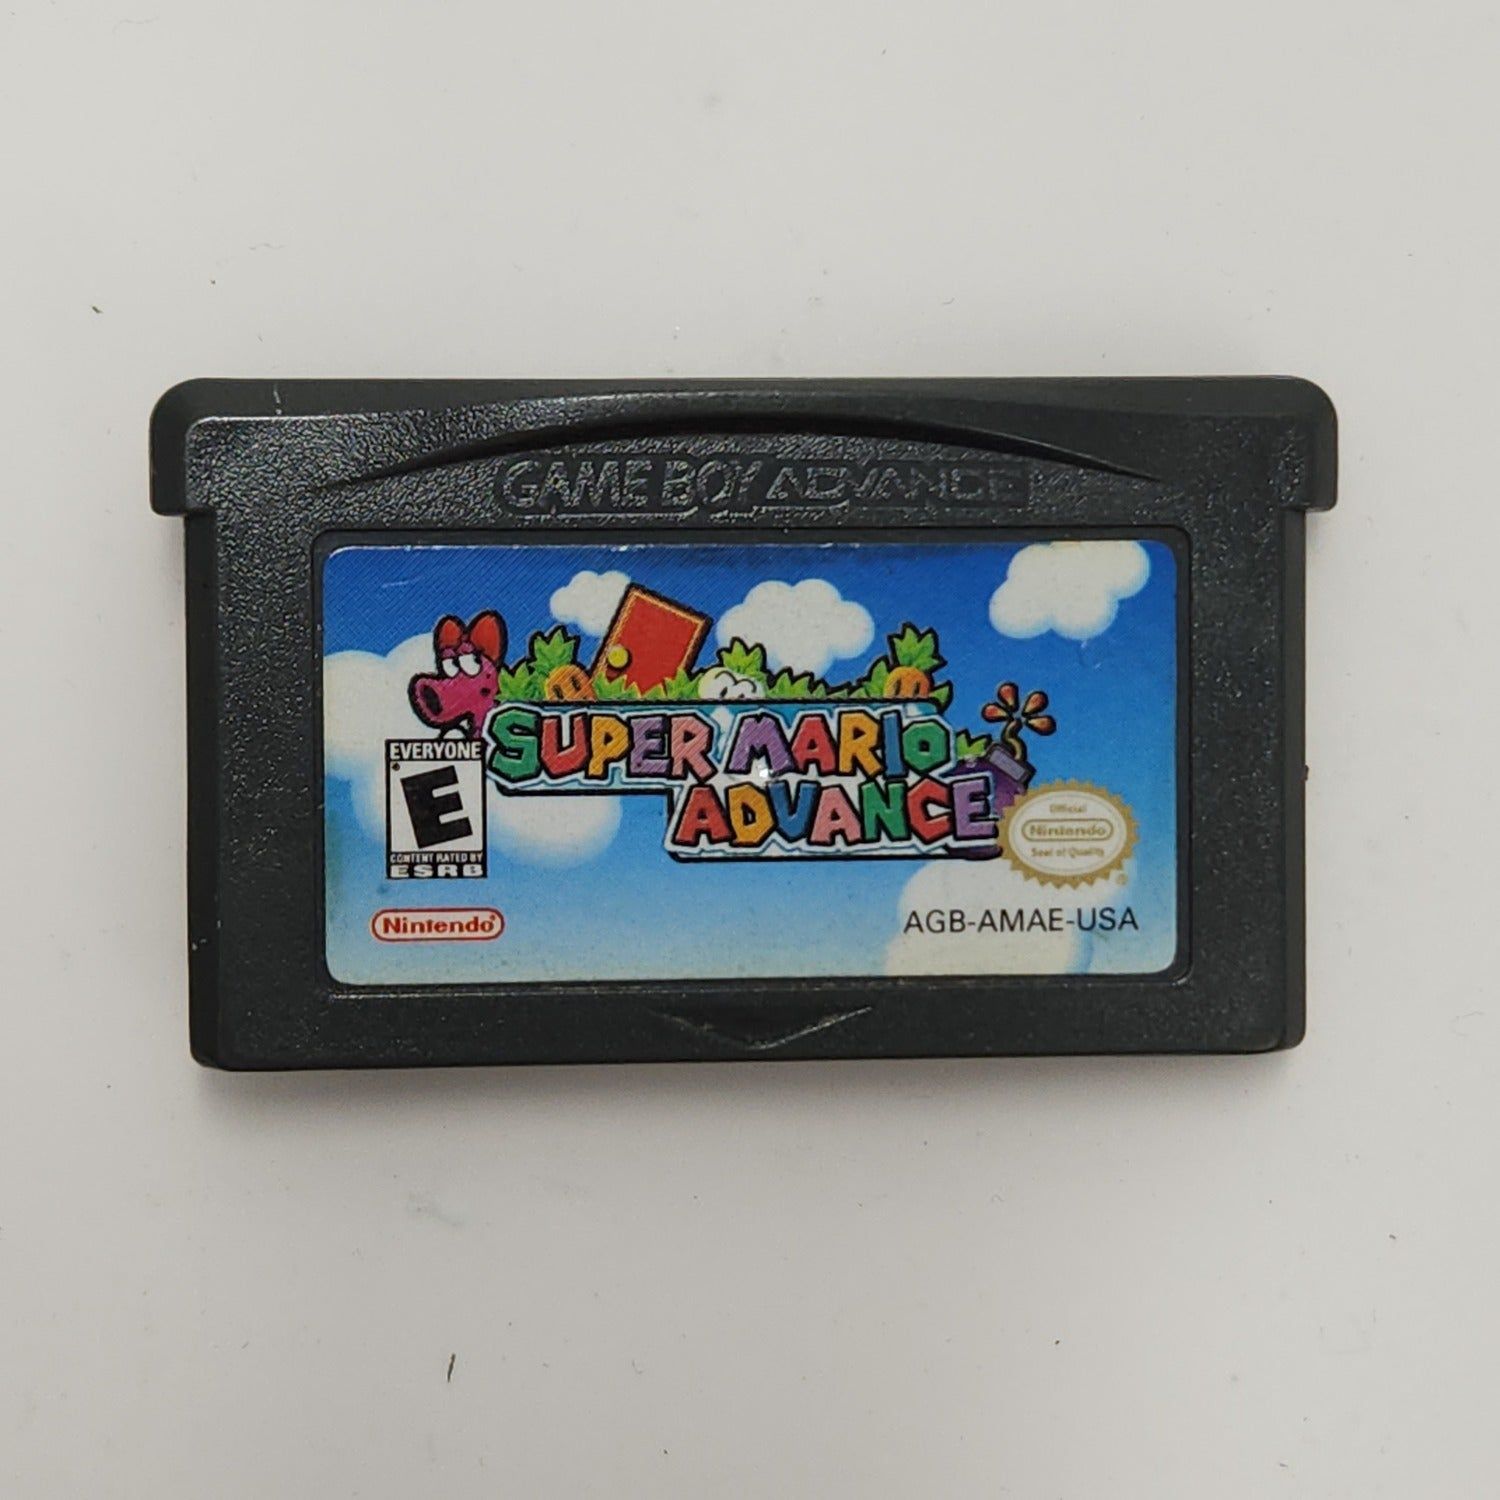 GAME BOY ADVANCE
SUPER MARIO
ADVANCE
EVERYONE
E
CONTENT RATED BY
ESRB
Official
Nintendo
Seal of Quality
Nintendo®
AGB-AMAE-USA